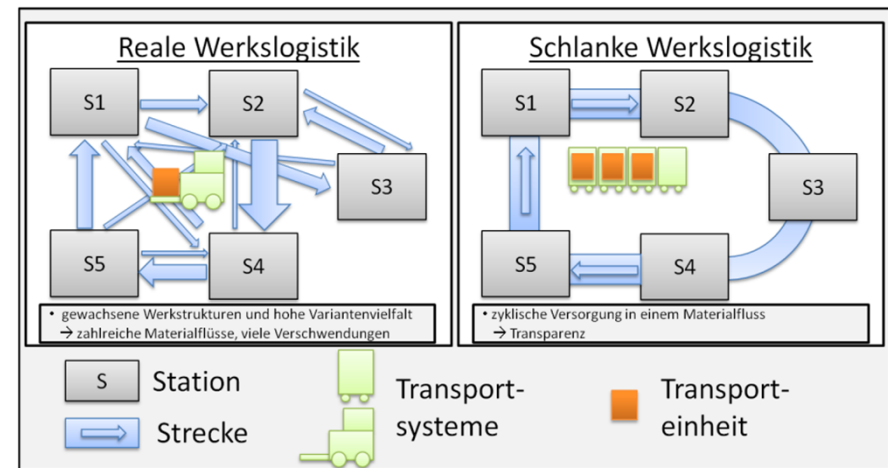 Reale Werkslogistik
S1
S2
S3
S5
S4
• gewachsene Werkstrukturen und hohe Variantenvielfalt
→ zahlreiche Materialflüsse, viele Verschwendungen
Schlanke Werkslogistik
S1
S2
S3
S5
S4
• zyklische Versorgung in einem Materialfluss
→ Transparenz
S
Station
Strecke
Transport-
systeme
Transport-
einheit